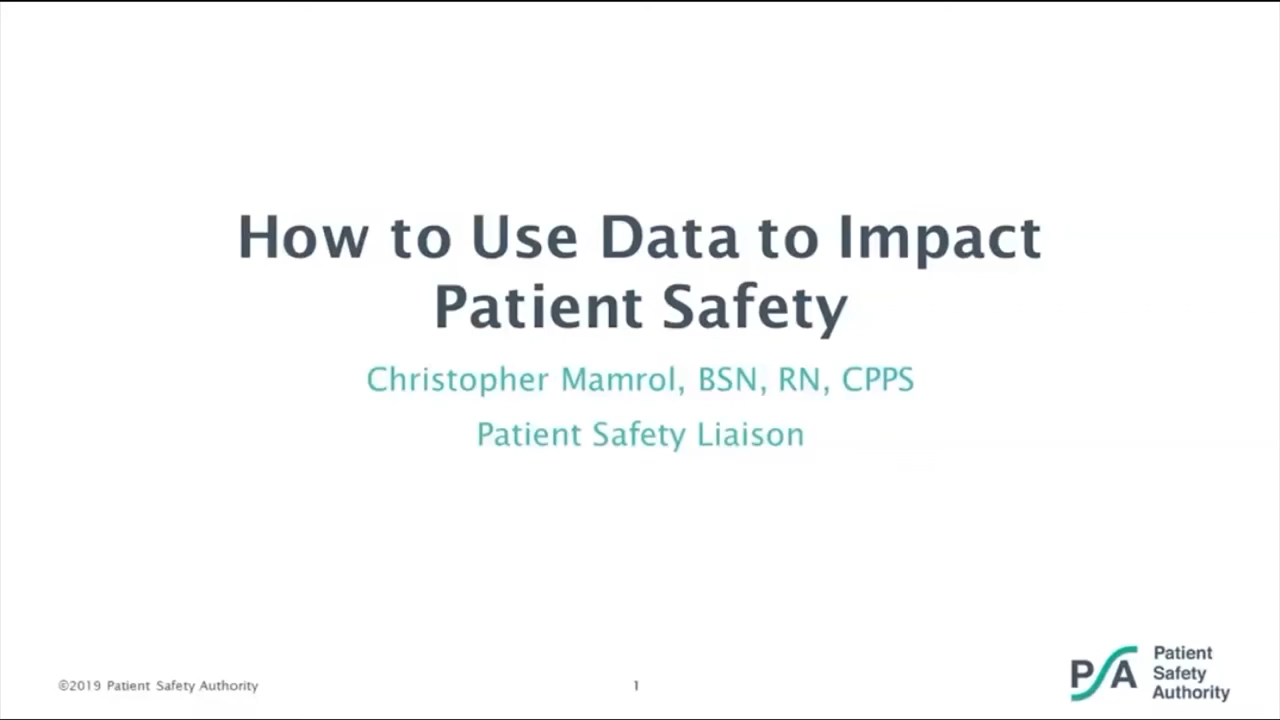 How to Use Data to Impact
Patient Safety
Christopher Mamrol, BSN, RN, CPPS
Patient Safety Liaison
©2019 Patient Safety Authority
1
PSA
Patient
Safety
Authority